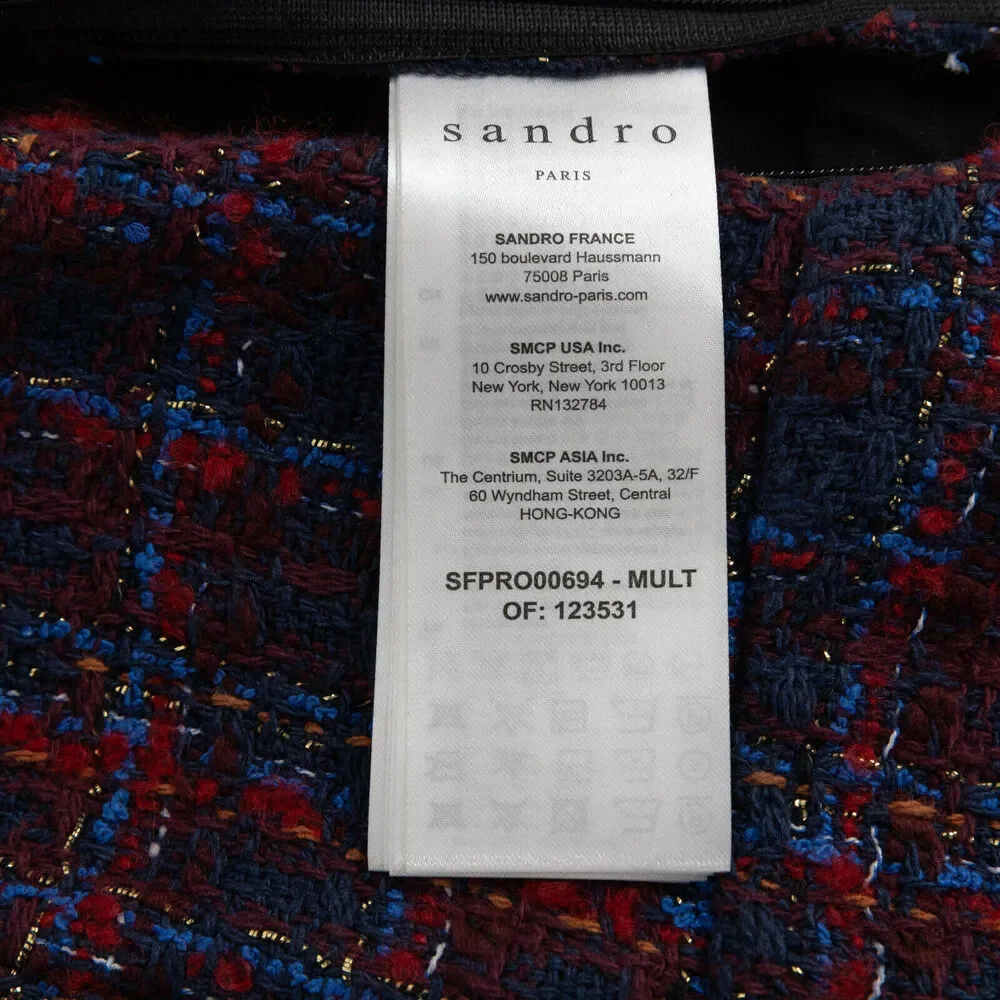 sandro
PARIS
SANDRO FRANCE
150 boulevard Haussmann
75008 Paris
www.sandro-paris.com
SMCP USA Inc.
10 Crosby Street, 3rd Floor
New York, New York 10013
RN132784
SMCP ASIA Inc.
The Centrium, Suite 3203A-5A, 32/F
60 Wyndham Street, Central
HONG-KONG
SFPRO00694 - MULT
OF: 123531